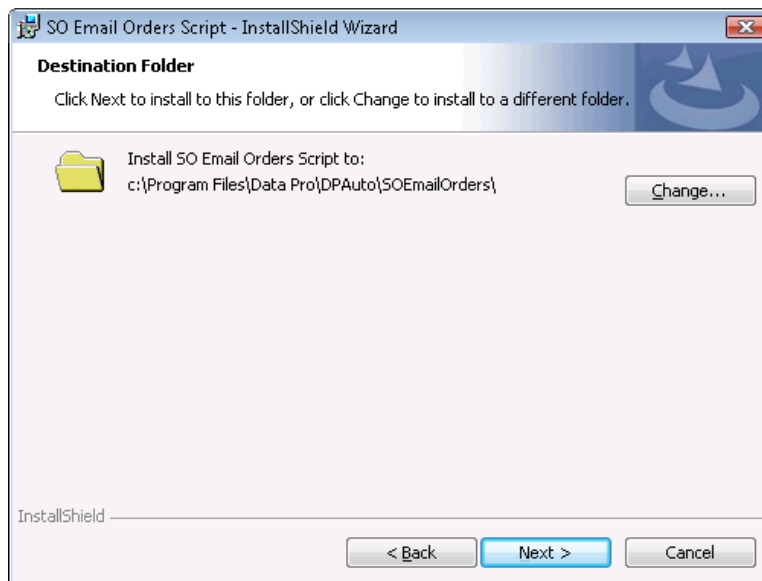 SO Email Orders Script - InstallShield Wizard
Destination Folder
Click Next to install to this folder, or click Change to install to a different folder.
Install SO Email Orders Script to:
c:\Program Files\Data Pro\DPAuto\SOEmailOrders\
Change...
InstallShield
< Back
Next >
Cancel